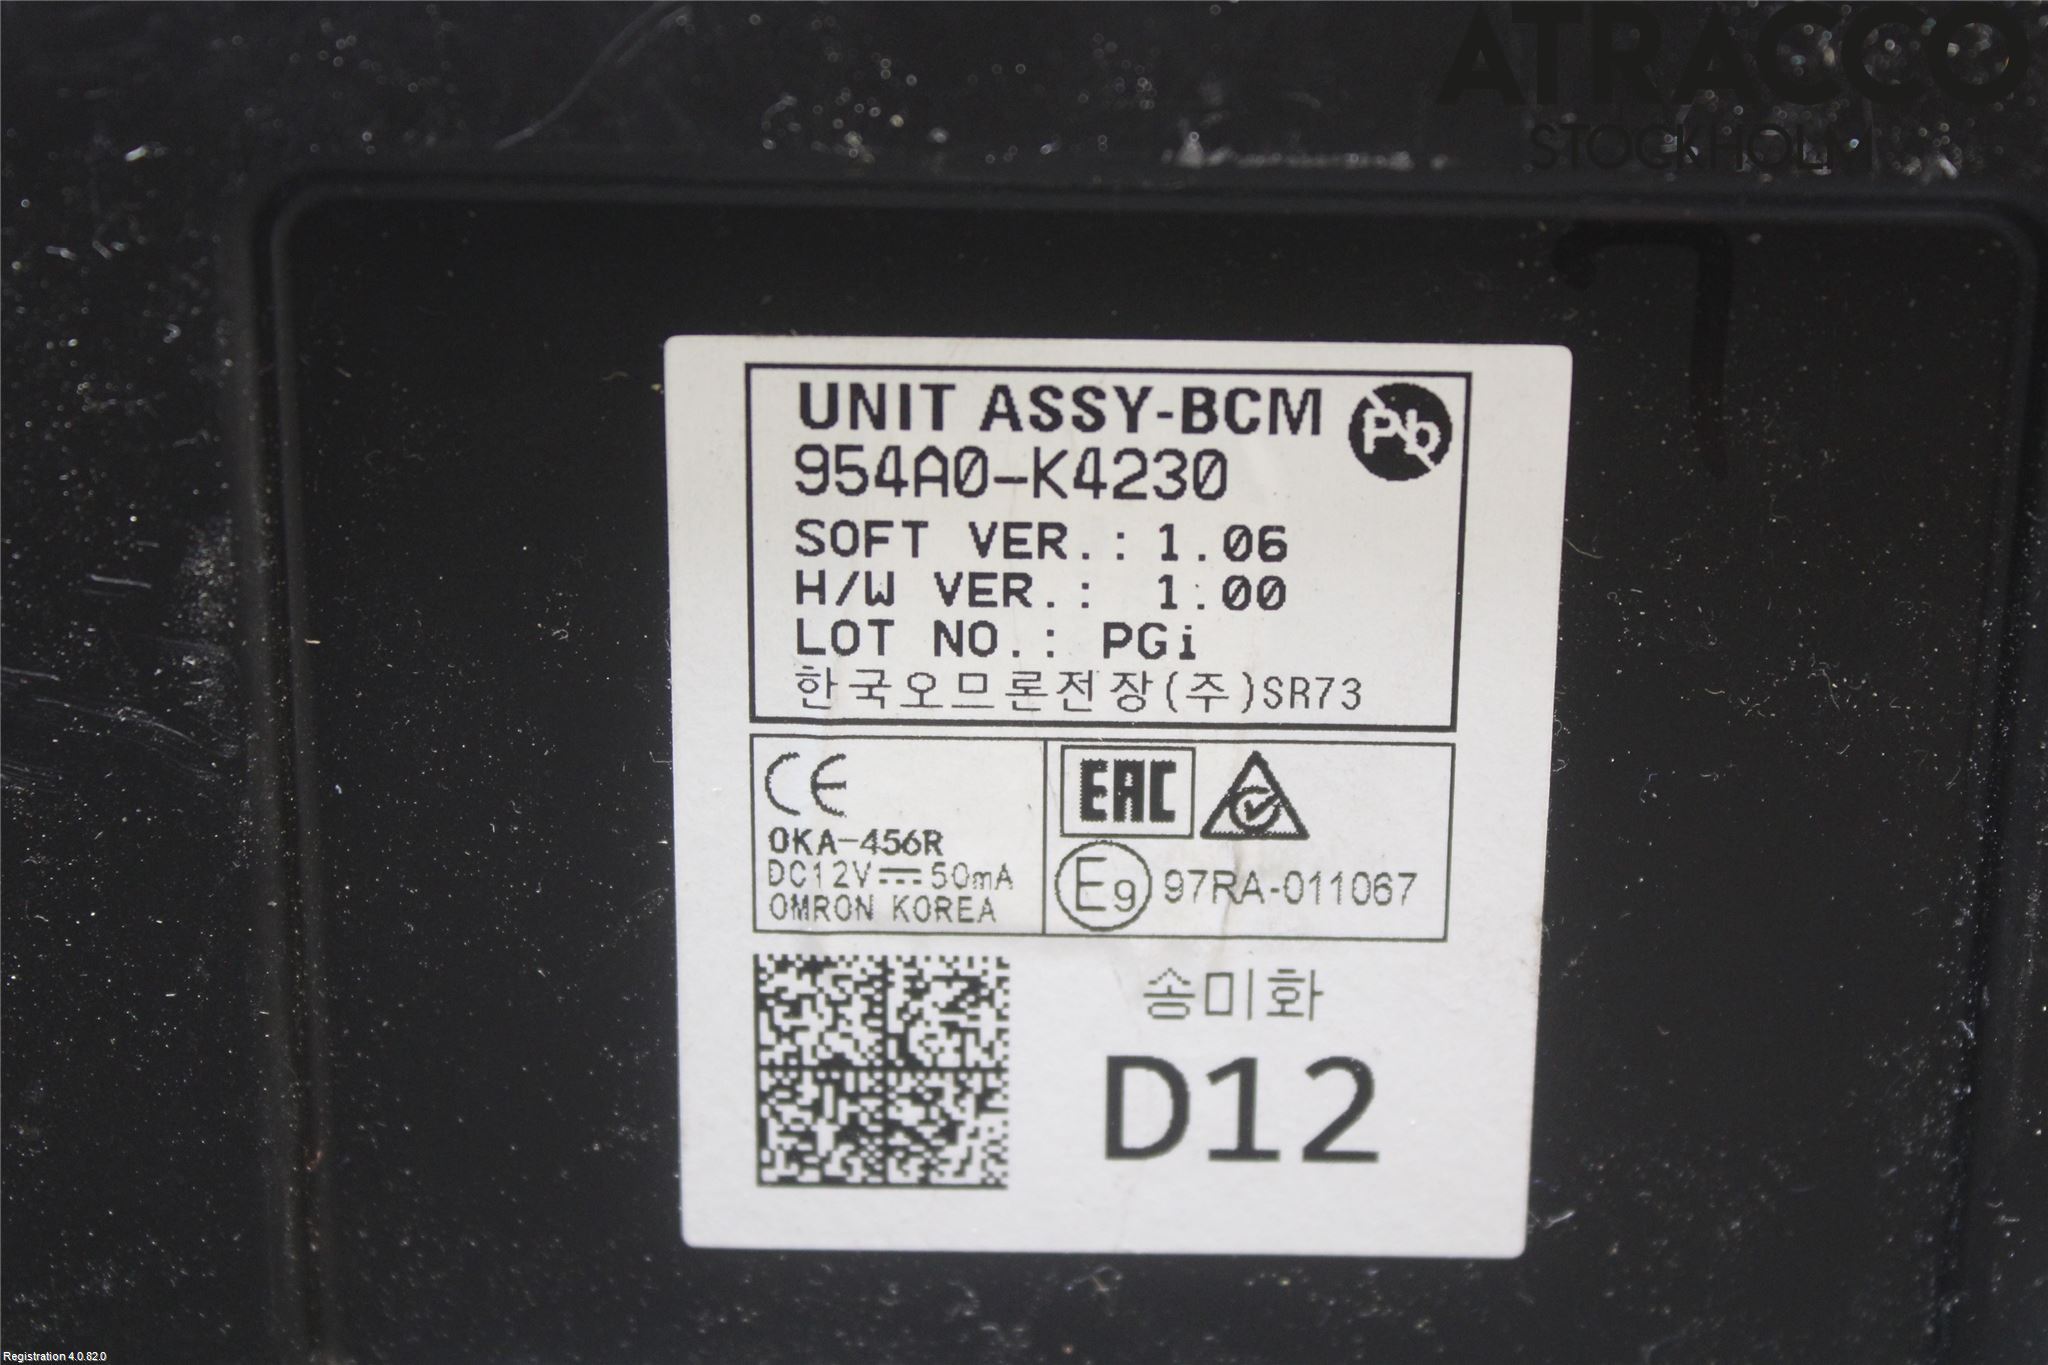 ATRACCO
STOCKHOLM
UNIT ASSY-BCM
Pb
954A0-K4230
SOFT VER.: 1.06
H/W VER.: 1.00
LOT NO.: PGi
한국오므론전장(주)SR73
CE
OKA-456R
DC12V 50mA
OMRON KOREA
EAC
E9 97RA-011067
송미화
D12
Registration 4.0.82.0